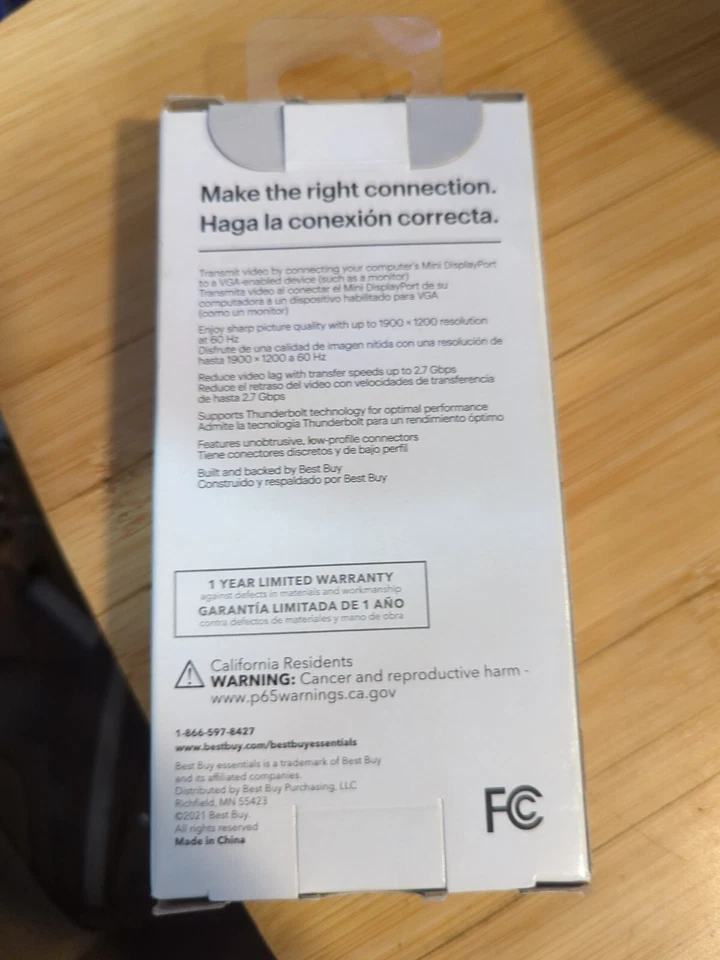 Make the right connection.
Haga la conexión correcta.
Transmit video by connecting your computer's Mini DisplayPort
to a VGA-enabled device (such as a monitor)
Transmita video al conectar el Mini DisplayPort de su
computadora a un dispositivo habilitado para VGA
(como un monitor)
Enjoy sharp picture quality with up to 1900 × 1200 resolution
at 60 Hz
Disfrute de una calidad de imagen nítida con una resolución de
hasta 1900 × 1200 a 60 Hz
Reduce video lag with transfer speeds up to 2.7 Gbps
Reduce el retraso del video con velocidades de transferencia
de hasta 2.7 Gbps
Supports Thunderbolt technology for optimal performance
Admite la tecnología Thunderbolt para un rendimiento óptimo
Features unobtrusive, low-profile connectors
Tiene conectores discretos y de bajo perfil
Built and backed by Best Buy
Construido y respaldado por Best Buy
1 YEAR LIMITED WARRANTY
against defects in materials and workmanship
GARANTÍA LIMITADA DE 1 AÑO
contra defectos de materiales y mano de obra
California Residents
WARNING: Cancer and reproductive harm -
www.p65warnings.ca.gov
1-866-597-8427
www.bestbuy.com/bestbuyessentials
Best Buy essentials is a trademark of Best Buy
and its affiliated companies.
Distributed by Best Buy Purchasing, LLC
Richfield, MN 55423
©2021 Best Buy.
All rights reserved
Made in China
FC